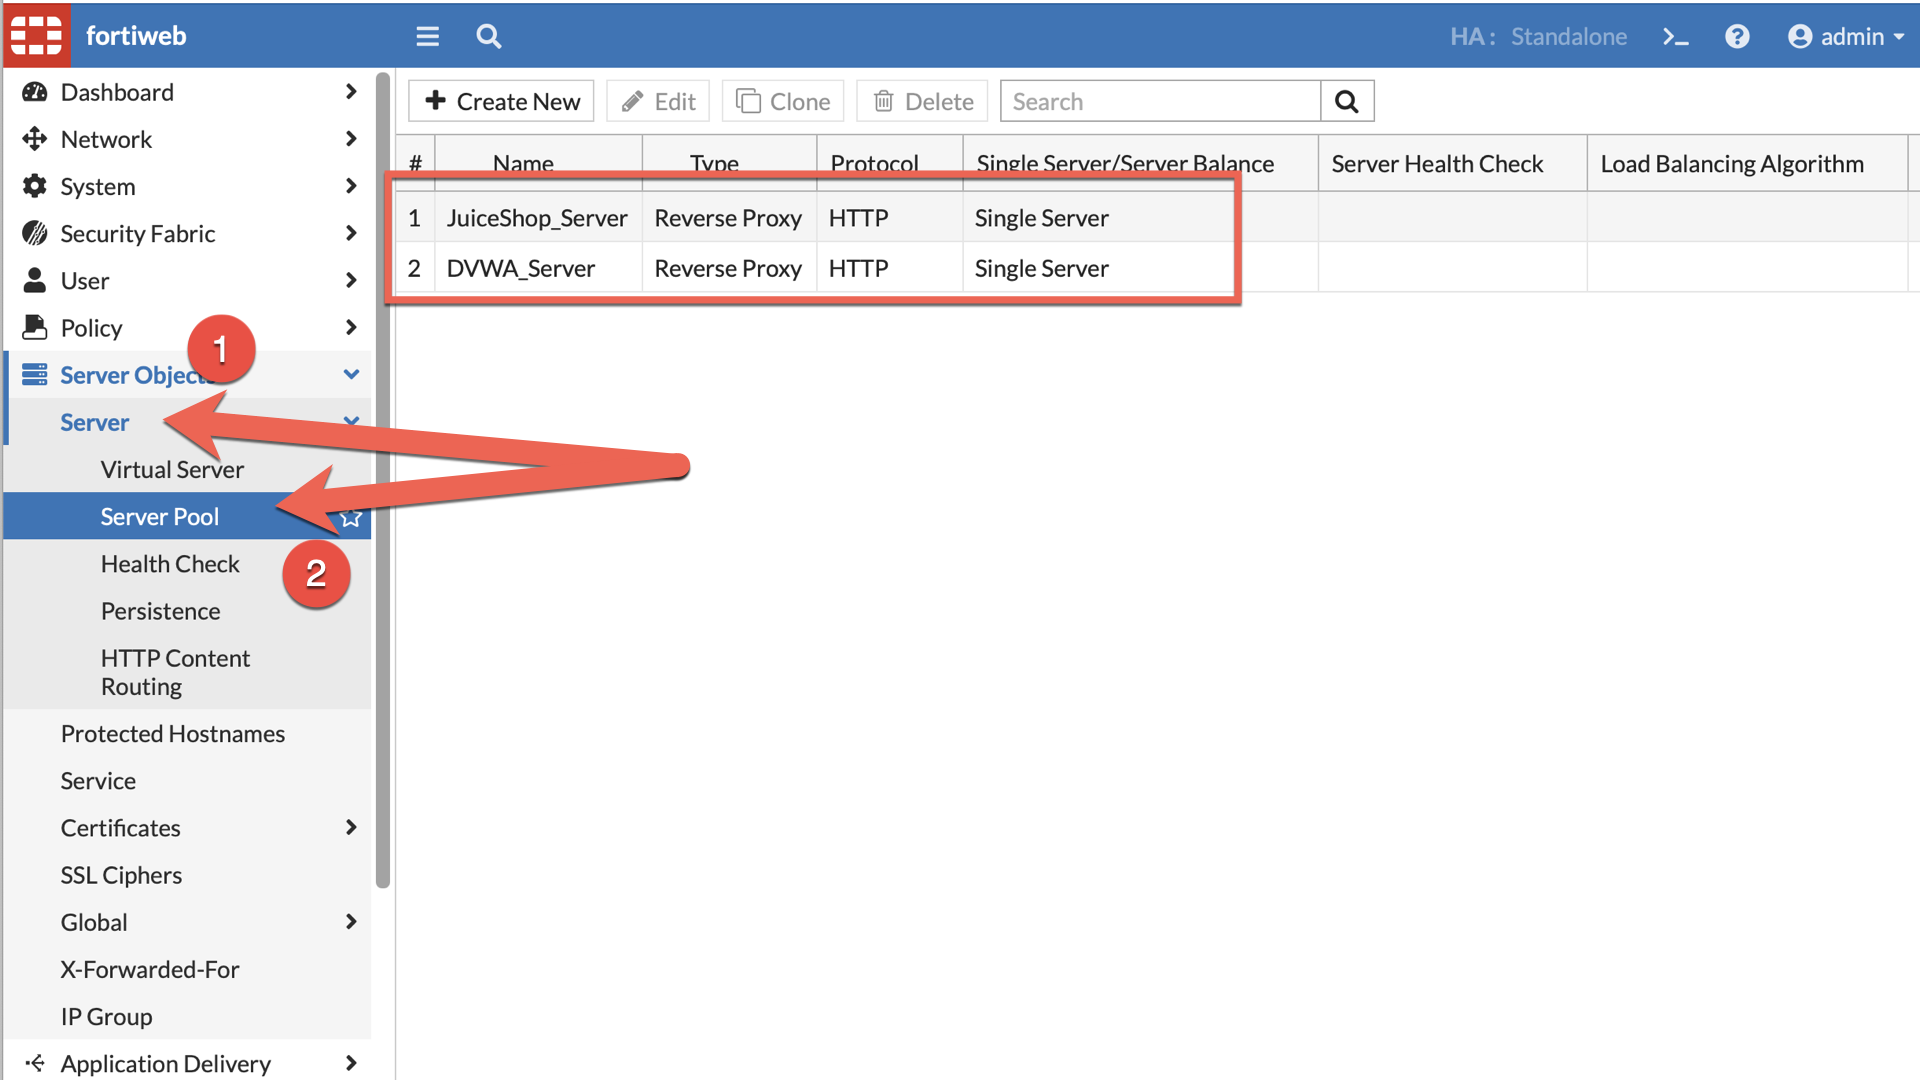 fortiweb
HA: Standalone
admin
Dashboard
Network
System
Security Fabric
User
Policy
1
Server Objects
Server
Virtual Server
Server Pool
Health Check
2
Persistence
HTTP Content
Routing
Protected Hostnames
Service
Certificates
SSL Ciphers
Global
X-Forwarded-For
IP Group
Application Delivery
Create New Edit Clone Delete Search
# Name Type Protocol Single Server/Server Balance Server Health Check Load Balancing Algorithm
1 JuiceShop_Server Reverse Proxy HTTP Single Server
2 DVWA_Server Reverse Proxy HTTP Single Server